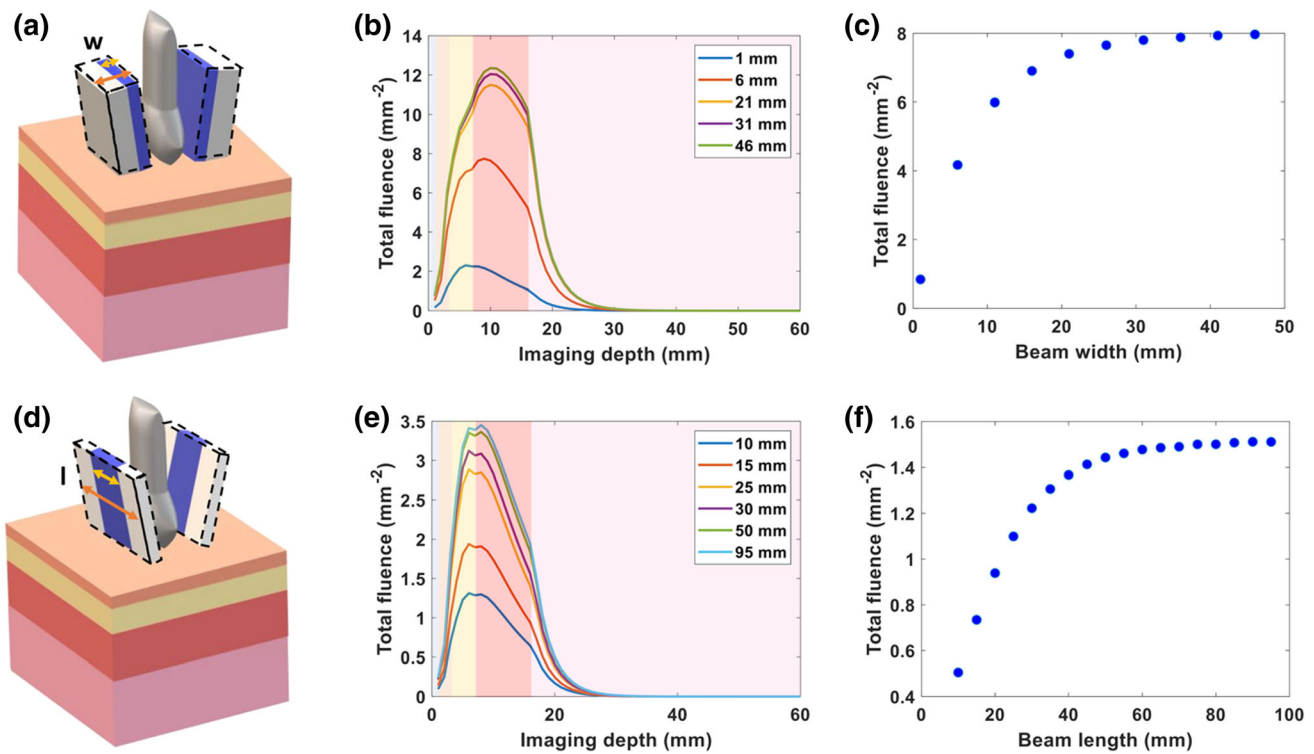 (a)
w
(b)
14
12
10
8
6
4
2
0
Total fluence (mm-2)
1 mm
6 mm
21 mm
31 mm
46 mm
0 10 20 30 40 50 60
Imaging depth (mm)
(c)
8
6
4
2
0
Total fluence (mm-2)
0 10 20 30 40 50
Beam width (mm)
(d)
l
(e)
3.5
3
2.5
2
1.5
1
0.5
0
Total fluence (mm-2)
10 mm
15 mm
25 mm
30 mm
50 mm
95 mm
0 10 20 30 40 50 60
Imaging depth (mm)
(f)
1.6
1.4
1.2
1
0.8
0.6
0.4
Total fluence (mm-2)
0 20 40 60 80 100
Beam length (mm)